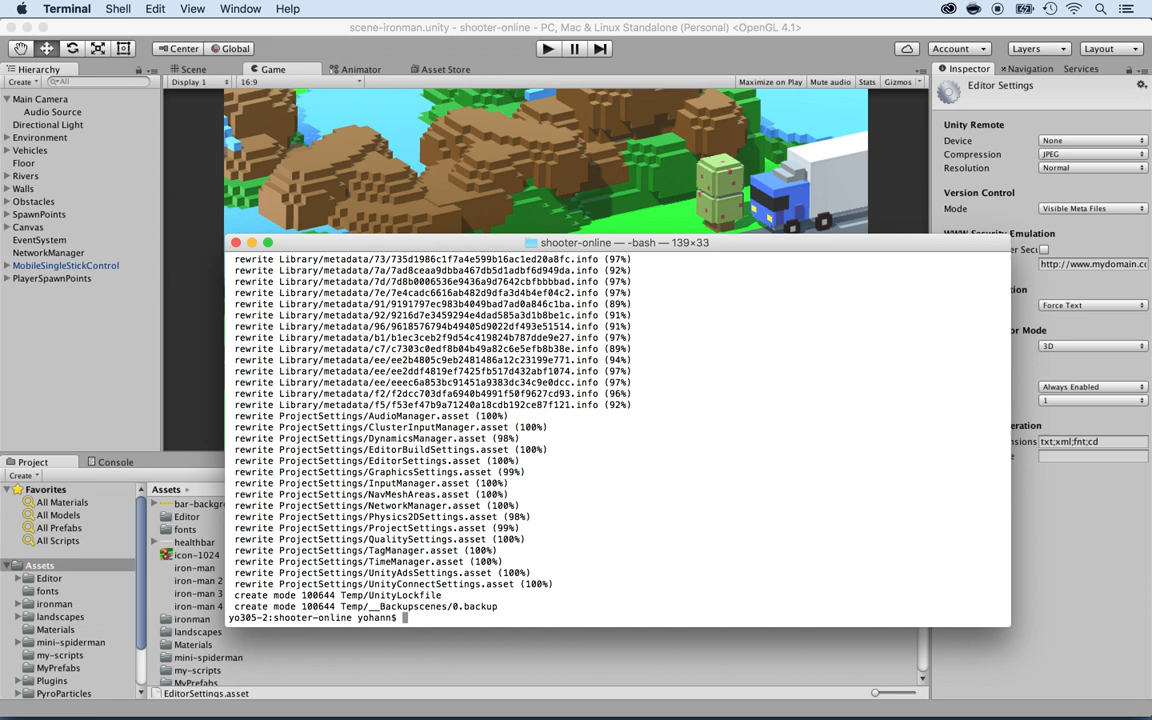 Terminal Shell Edit View Window Help
scene-ironman.unity - shooter-online - PC, Mac & Linux Standalone (Personal) <OpenGL 4.1>
Center Global Account Layers Layout
Hierarchy Scene Game Animator Asset Store Inspector Navigation Services
Create All Display 1 16:9 Maximize on Play Mute audio Stats Gizmos Editor Settings
Main Camera
Audio Source
Directional Light
Environment
Vehicles
Floor
Rivers
Walls
Obstacles
SpawnPoints
Canvas
EventSystem
NetworkManager
MobileSingleStickControl
PlayerSpawnPoints
Unity Remote
Device None
Compression JPEG
Resolution Normal
Version Control
Mode Visible Meta Files
WWW Security Emulation
http://www.mydomain.co
Force Text
or Mode
3D
Always Enabled
1
txt;xml;fnt;cd
shooter-online — -bash — 139×33
rewrite Library/metadata/73/735d1986c1f7a4e599b16ac1ed20a8fc.info (97%)
rewrite Library/metadata/7a/7ad8ceaa9dbba467db5d1adbf6d949da.info (92%)
rewrite Library/metadata/7d/7d8b0006536e9436a9d7642cbfbbbbad.info (97%)
rewrite Library/metadata/7e/7e4cadc6616ab482d9dfa3d4b4ef04c2.info (97%)
rewrite Library/metadata/91/9191797ec983b4049bad7ad0a846c1ba.info (89%)
rewrite Library/metadata/92/9216d7e3459294e4dad585a3d1b8be1c.info (91%)
rewrite Library/metadata/96/9618576794b49405d9022df493e51514.info (91%)
rewrite Library/metadata/b1/b1ec3ceb2f9d54c419824b787dde9e27.info (97%)
rewrite Library/metadata/c7/c7303c0edf8b04b49a82c6e5efb8b38e.info (89%)
rewrite Library/metadata/ee/ee2b4805c9eb2481486a12c23199e771.info (94%)
rewrite Library/metadata/ee/ee2ddf4819ef7425fb517d432abf1074.info (97%)
rewrite Library/metadata/ee/eeec6a853bc91451a9383dc34c9e0dcc.info (97%)
rewrite Library/metadata/f2/f2dcc703dfa6940b4991f50f9627cd93.info (96%)
rewrite Library/metadata/f5/f53ef47b9a71240a18cdb192ce87f121.info (92%)
rewrite ProjectSettings/AudioManager.asset (100%)
rewrite ProjectSettings/ClusterInputManager.asset (100%)
rewrite ProjectSettings/DynamicsManager.asset (98%)
rewrite ProjectSettings/EditorBuildSettings.asset (100%)
rewrite ProjectSettings/EditorSettings.asset (100%)
rewrite ProjectSettings/GraphicsSettings.asset (99%)
rewrite ProjectSettings/InputManager.asset (100%)
rewrite ProjectSettings/NavMeshAreas.asset (100%)
rewrite ProjectSettings/NetworkManager.asset (100%)
rewrite ProjectSettings/Physics2DSettings.asset (98%)
rewrite ProjectSettings/ProjectSettings.asset (99%)
rewrite ProjectSettings/QualitySettings.asset (100%)
rewrite ProjectSettings/TagManager.asset (100%)
rewrite ProjectSettings/TimeManager.asset (100%)
rewrite ProjectSettings/UnityAdsSettings.asset (100%)
rewrite ProjectSettings/UnityConnectSettings.asset (100%)
create mode 100644 Temp/UnityLockfile
create mode 100644 Temp/__Backupscenes/0.backup
yo305-2:shooter-online yohann$
Project Console
Create
Favorites
All Materials
All Models
All Prefabs
All Scripts
Assets
Editor
fonts
ironman
landscapes
Materials
mini-spiderman
my-scripts
MyPrefabs
Plugins
PyroParticles
Assets
bar-backgr
Editor
fonts
healthbar
icon-1024
iron-man
iron-man 2
iron-man 3
iron-man 4
ironman
landscapes
Materials
mini-spiderman
my-scripts
MyPrefabs
EditorSettings.asset